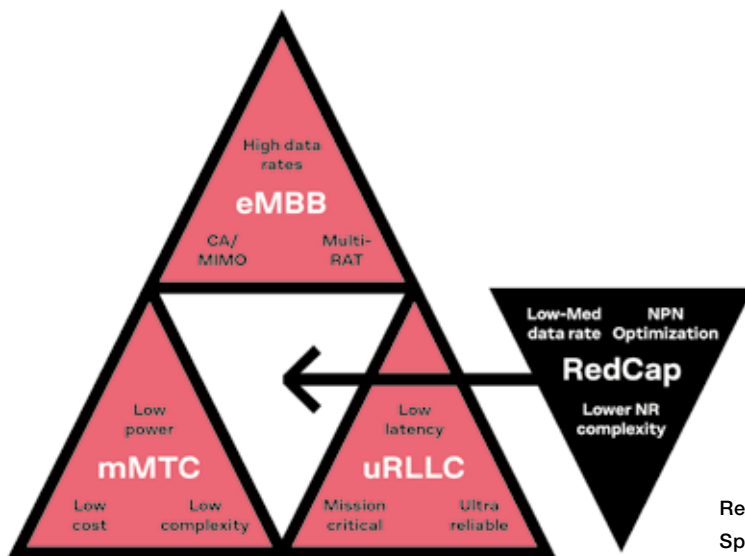 High data
rates
eMBB
CA/
MIMO
Multi-
RAT
Low-Med
data rate
NPN
Optimization
RedCap
Lower NR
complexity
Low
power
mMTC
Low
cost
Low
complexity
Low
latency
uRLLC
Mission
critical
Ultra
reliable
Re
Sp